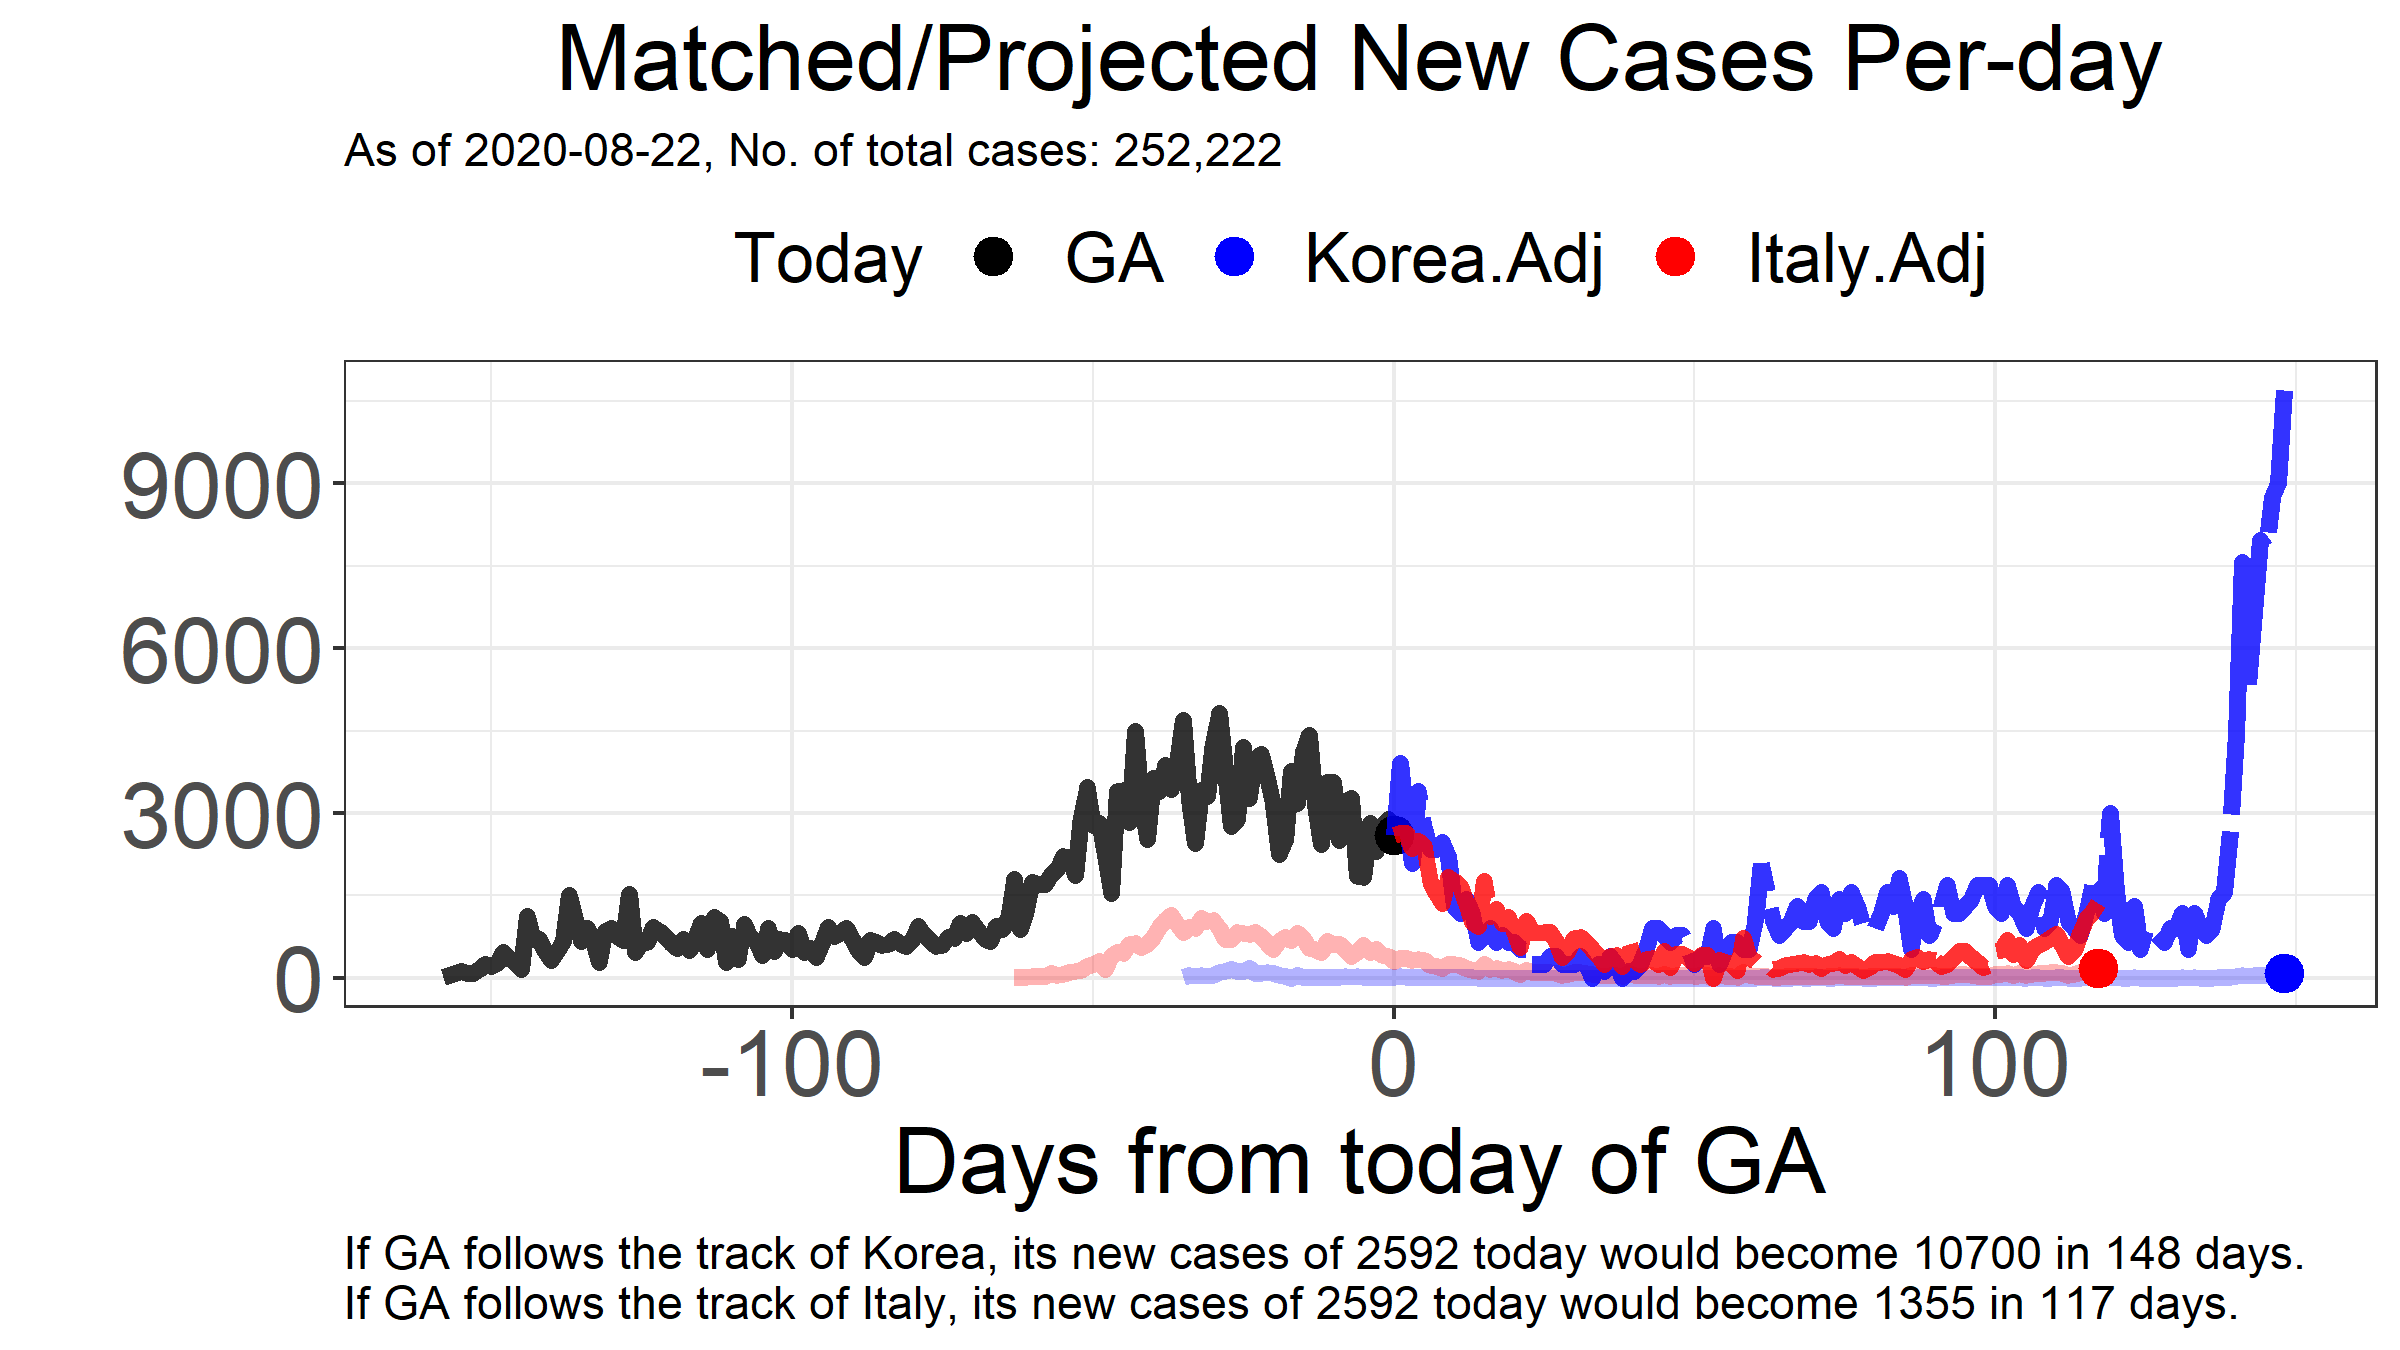 Matched/Projected New Cases Per-day
As of 2020-08-22, No. of total cases: 252,222
Today GA Korea.Adj Italy.Adj
9000
6000
3000
0
-100 0 100
Days from today of GA
If GA follows the track of Korea, its new cases of 2592 today would become 10700 in 148 days.
If GA follows the track of Italy, its new cases of 2592 today would become 1355 in 117 days.